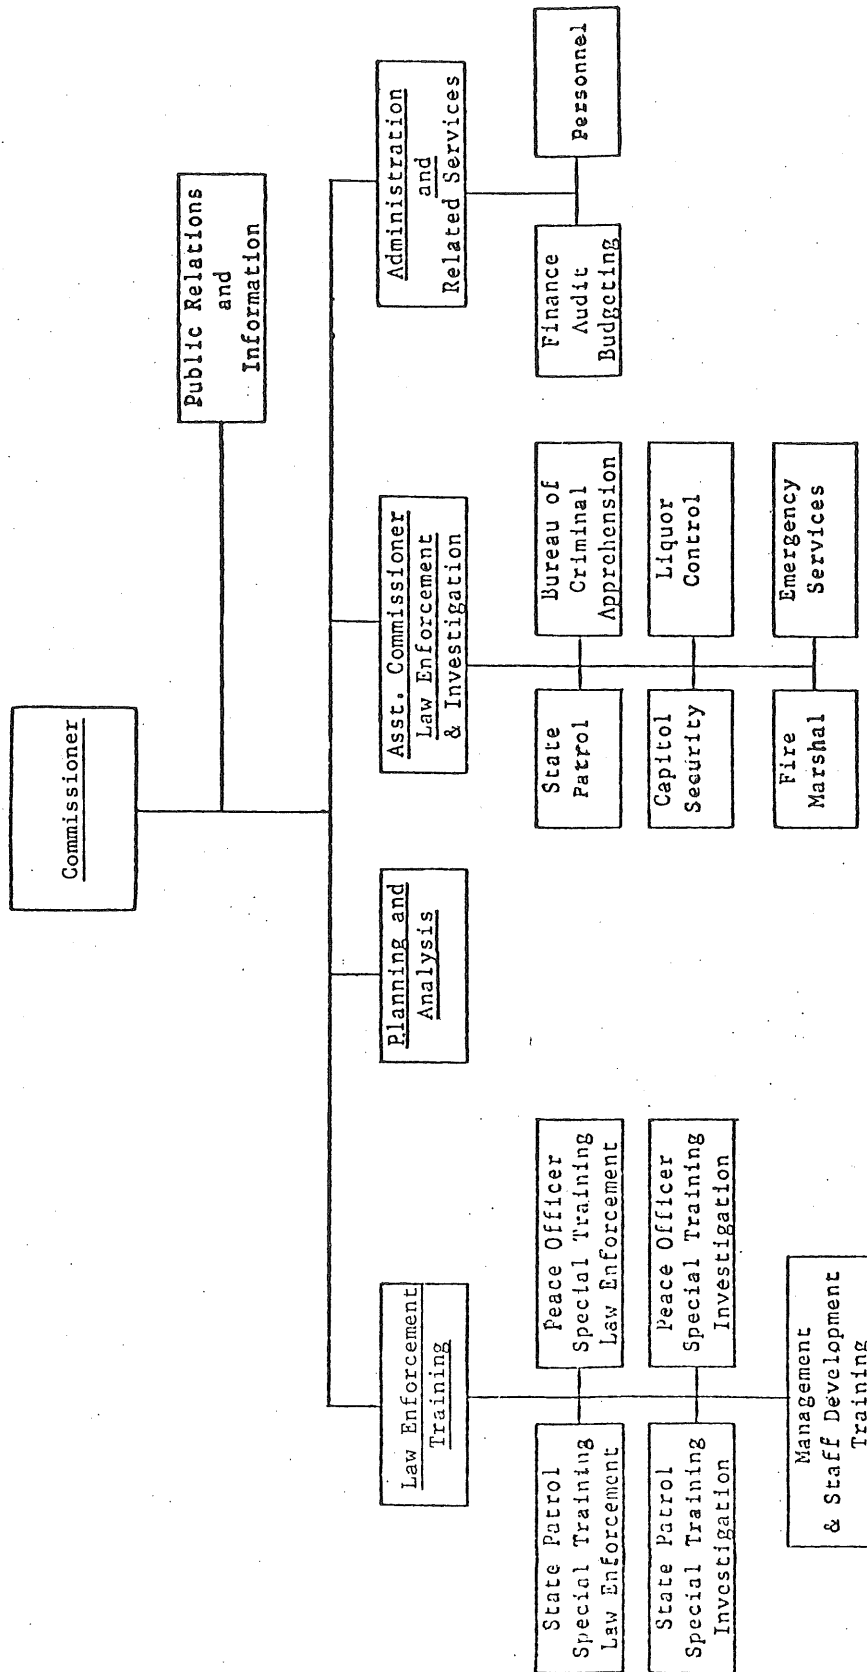 Commissioner
Public Relations
and
Information
Law Enforcement
Training
Planning and
Analysis
Asst. Commissioner
Law Enforcement
& Investigation
Administration
and
Related Services
State Patrol
Special Training
Law Enforcement
Peace Officer
Special Training
Law Enforcement
State Patrol
Special Training
Investigation
Peace Officer
Special Training
Investigation
Management
& Staff Development
Training
State
Patrol
Bureau of
Criminal
Apprehension
Capitol
Security
Liquor
Control
Fire
Marshal
Emergency
Services
Finance
Audit
Budgeting
Personnel